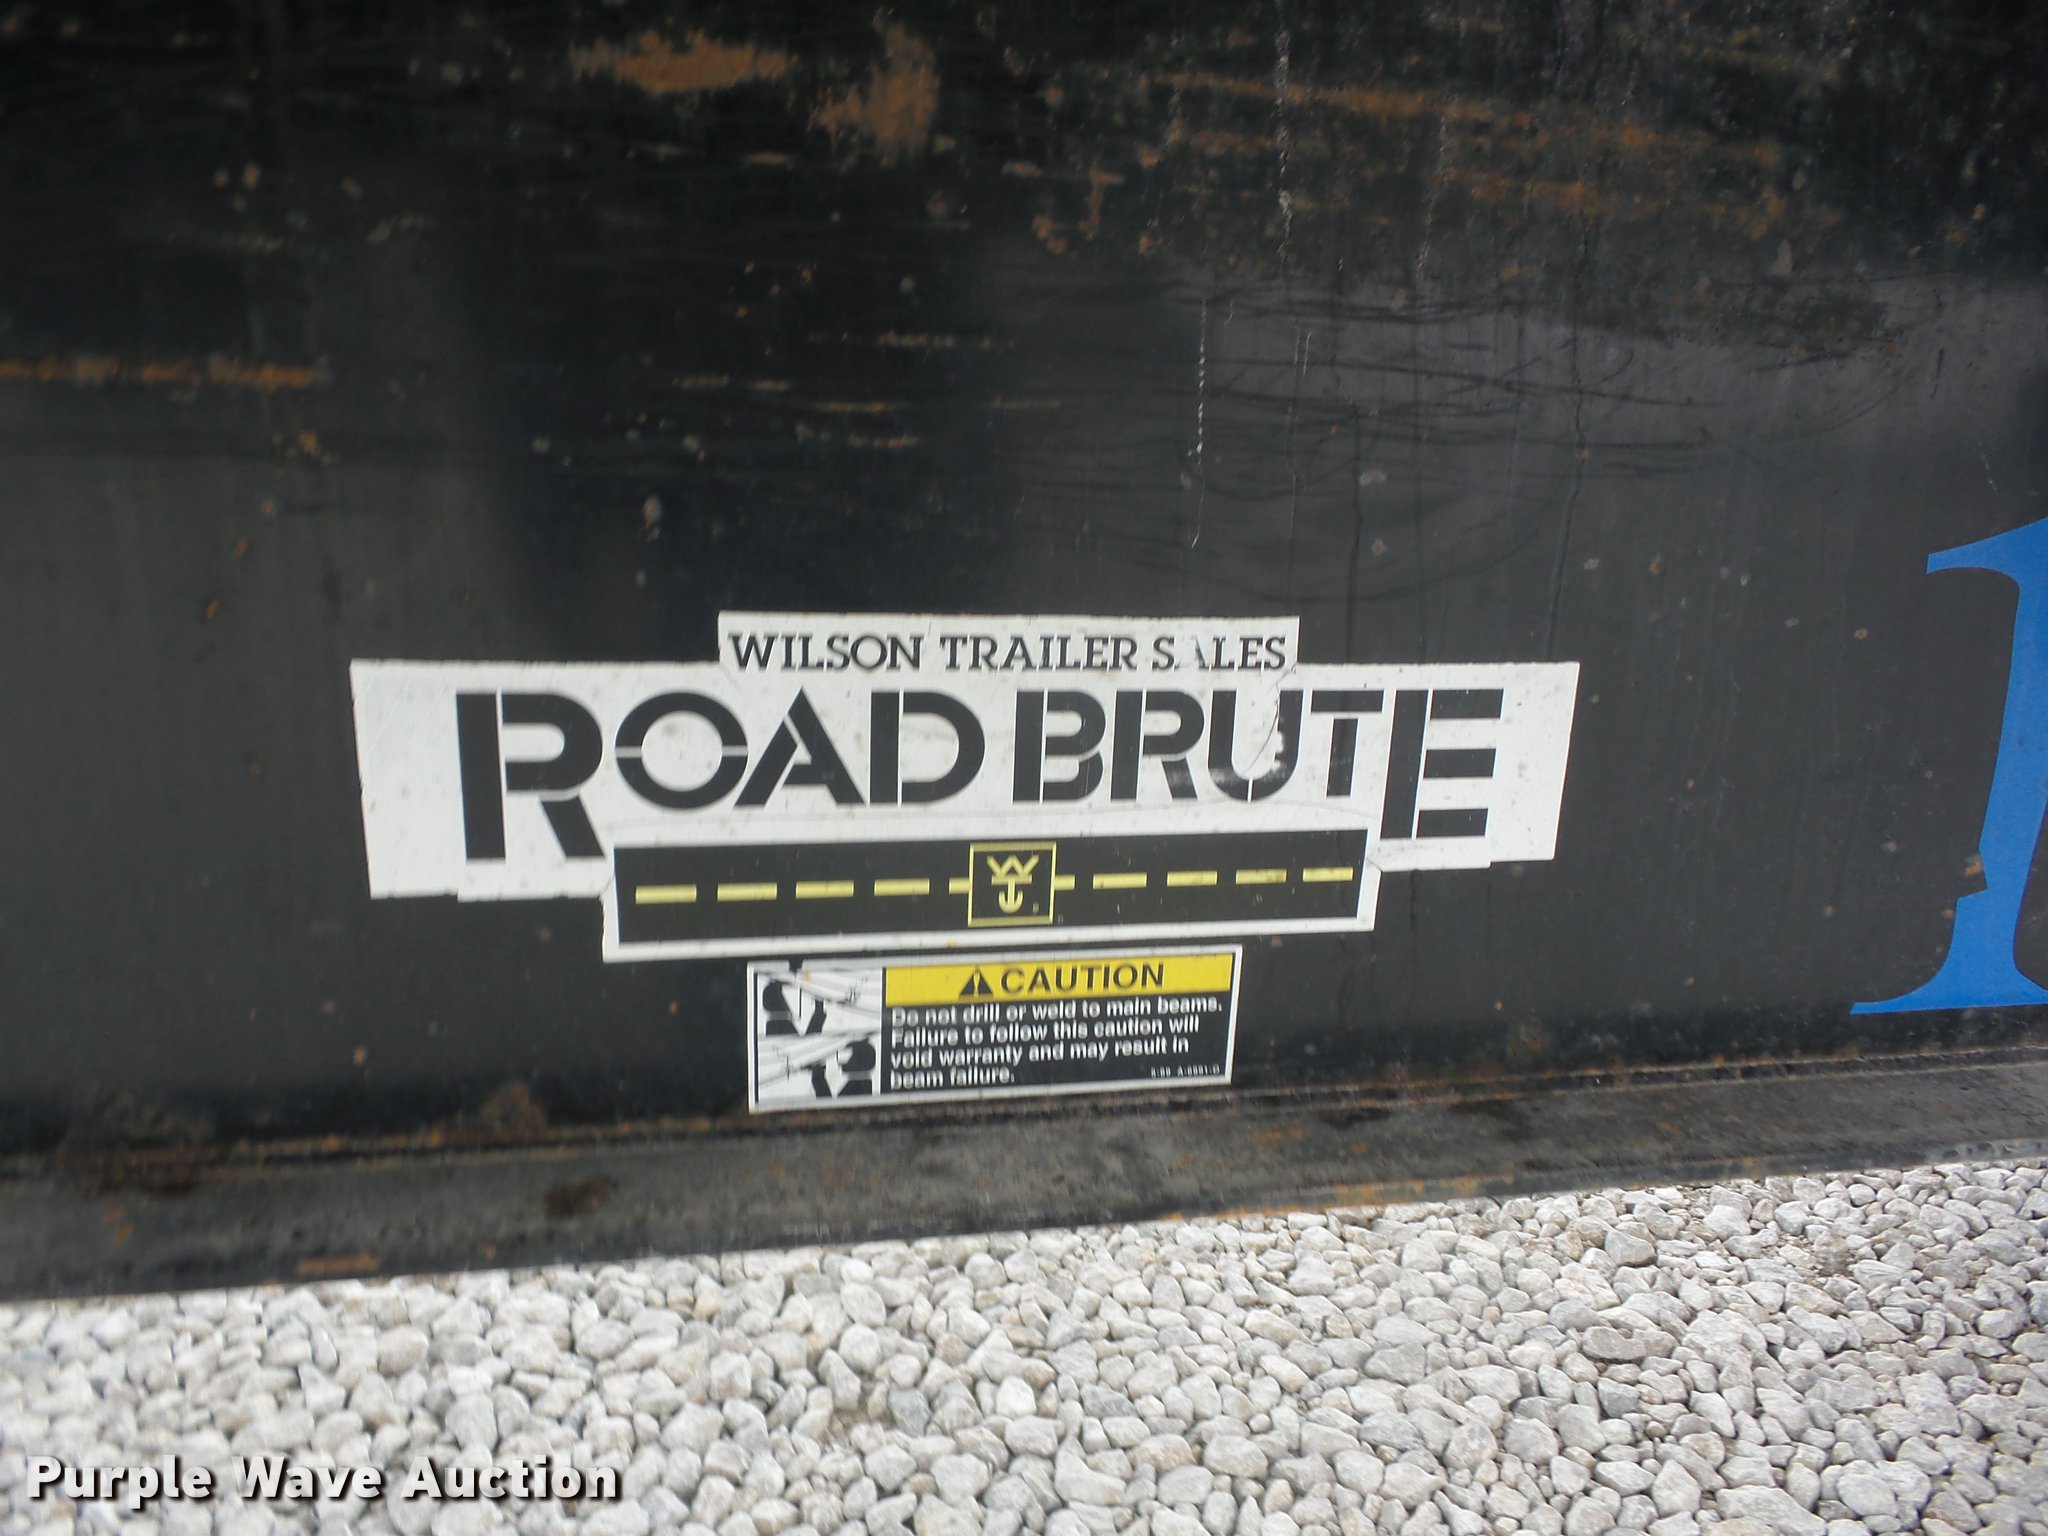 WILSON TRAILER SALES
ROAD BRUTE
CAUTION
Do not drill or weld to main beams.
Failure to follow this caution will
void warranty and may result in
beam failure.
Purple Wave Auction